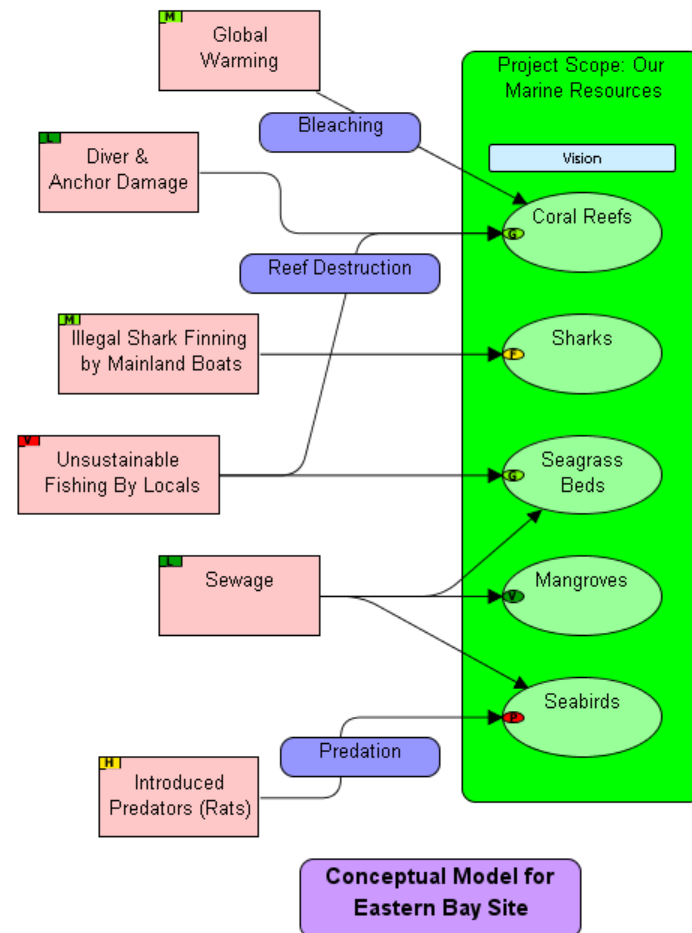 M
Global
Warming
Project Scope: Our
Marine Resources
Bleaching
L
Diver &
Anchor Damage
Vision
Coral Reefs
G
Reef Destruction
M
Illegal Shark Finning
by Mainland Boats
Sharks
F
V
Unsustainable
Fishing By Locals
Seagrass
Beds
G
L
Sewage
Mangroves
V
Seabirds
P
Predation
H
Introduced
Predators (Rats)
Conceptual Model for
Eastern Bay Site